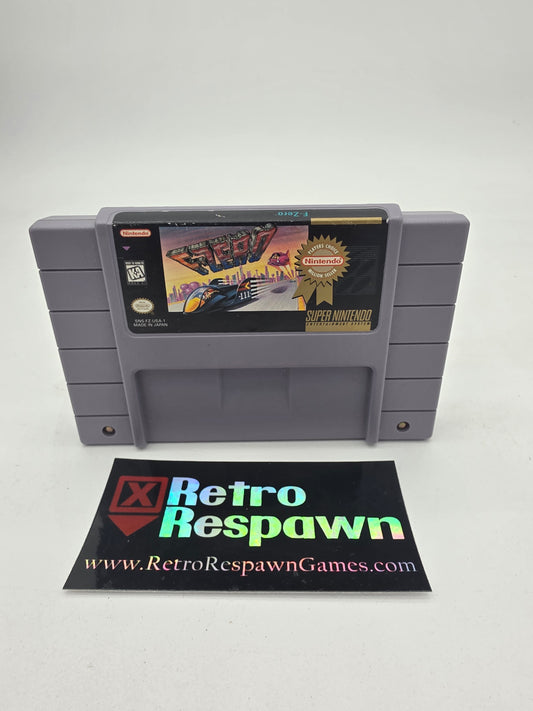 F-Zero
Nintendo
K-A
F-ZERO
PLAYERS CHOICE
Nintendo
MILLION SELLER
SNS-FZ-USA-1
MADE IN JAPAN
SUPER NINTENDO
ENTERTAINMENT SYSTEM
X Retro
Respawn
www.RetroRespawnGames.com